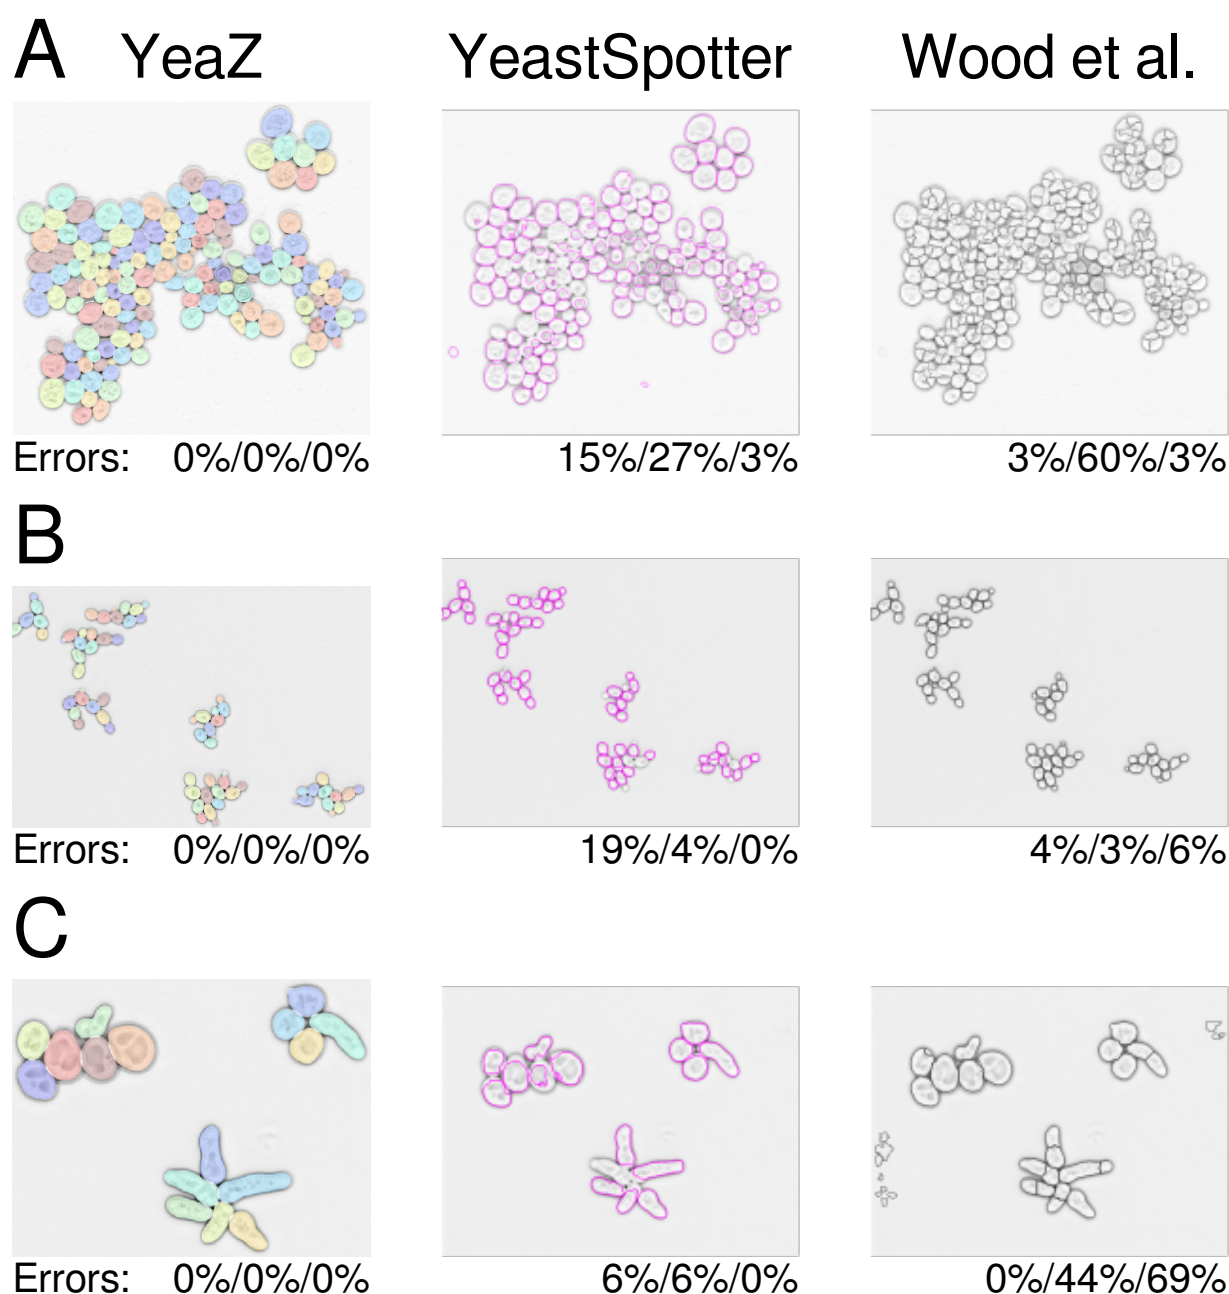 A YeaZ YeastSpotter Wood et al.
Errors: 0%/0%/0% 15%/27%/3% 3%/60%/3%
B
Errors: 0%/0%/0% 19%/4%/0% 4%/3%/6%
C
Errors: 0%/0%/0% 6%/6%/0% 0%/44%/69%